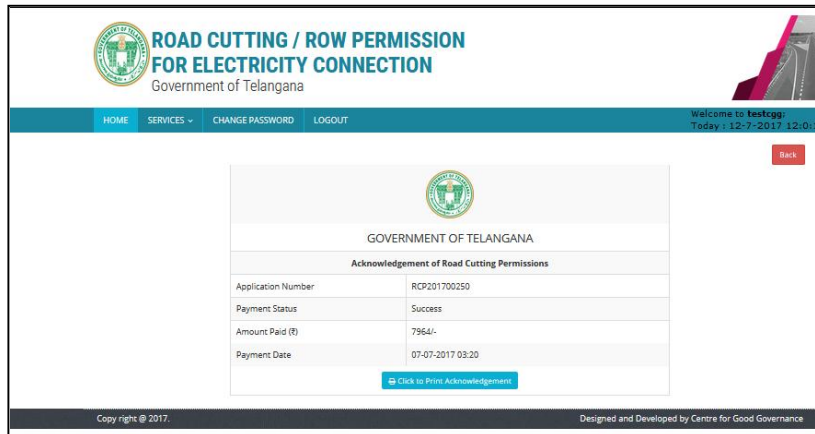 ROAD CUTTING / ROW PERMISSION
FOR ELECTRICITY CONNECTION
Government of Telangana
HOME SERVICES CHANGE PASSWORD LOGOUT
Welcome to testcgg:
Today : 12-7-2017 12:0:
Back
GOVERNMENT OF TELANGANA
Acknowledgement of Road Cutting Permissions
Application Number RCP201700250
Payment Status Success
Amount Paid (₹) 7964/-
Payment Date 07-07-2017 03:20
Click to Print Acknowledgement
Copy right @ 2017. Designed and Developed by Centre for Good Governance